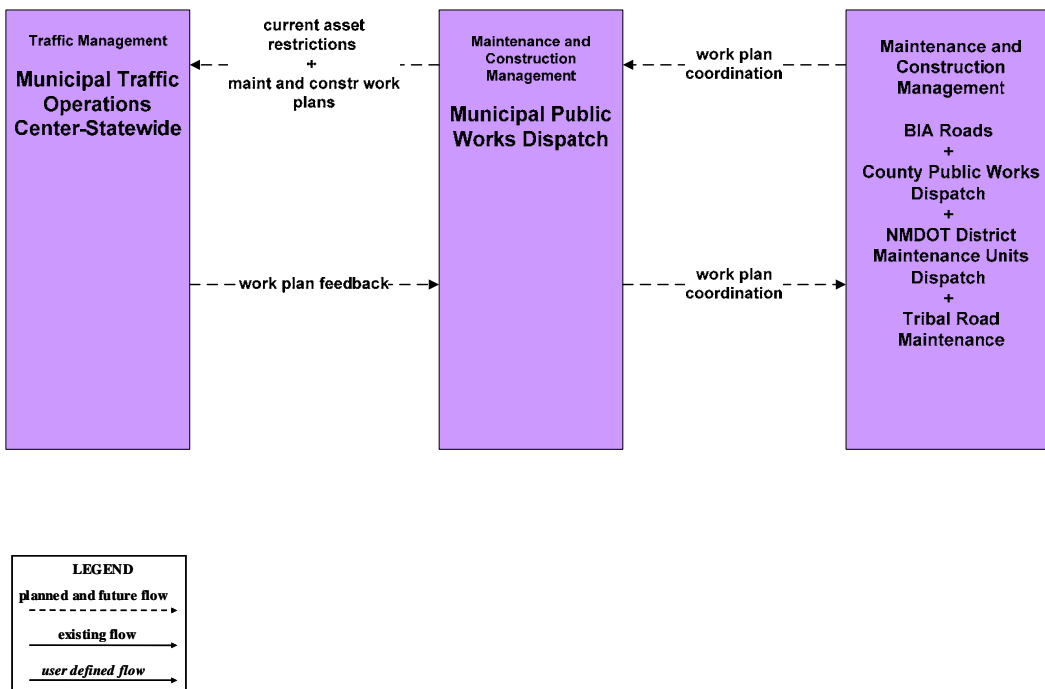 Traffic Management
Municipal Traffic
Operations
Center-Statewide
current asset
restrictions
+
maint and constr work
plans
work plan feedback
Maintenance and
Construction
Management
Municipal Public
Works Dispatch
work plan
coordination
work plan
coordination
Maintenance and
Construction
Management
BIA Roads
+
County Public Works
Dispatch
+
NMDOT District
Maintenance Units
Dispatch
+
Tribal Road
Maintenance
LEGEND
planned and future flow
existing flow
user defined flow